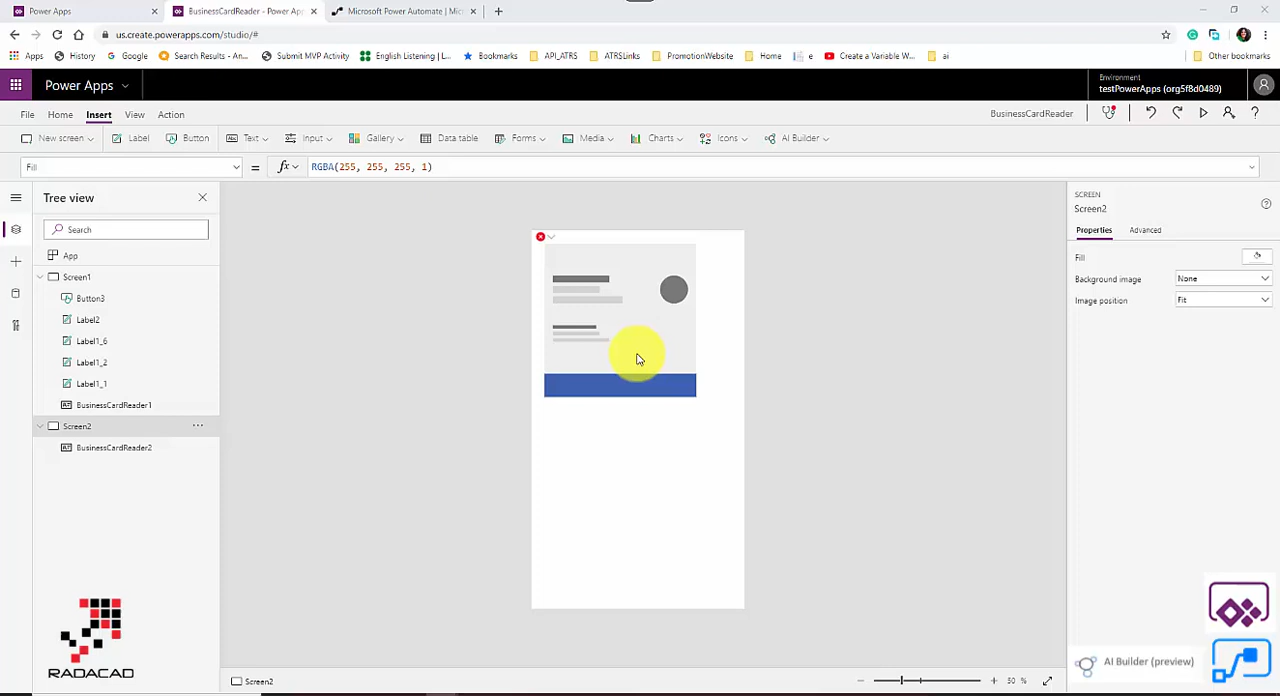 Power Apps
BusinessCardReader - Power App
Microsoft Power Automate | Mic
us.create.powerapps.com/studio/#
Apps
History
Google
Search Results - An...
Submit MVP Activity
English Listening | L...
Bookmarks
API_ATRS
ATRSLinks
PromotionWebsite
Home
e
Create a Variable W...
ai
Other bookmarks
Power Apps
Environment
testPowerApps (org5f8d0489)
File
Home
Insert
View
Action
BusinessCardReader
New screen
Label
Button
Text
Input
Gallery
Data table
Forms
Media
Charts
Icons
AI Builder
Fill
=
fx
RGBA(255, 255, 255, 1)
Tree view
Search
App
Screen1
Button3
Label2
Label1_6
Label1_2
Label1_1
BusinessCardReader1
Screen2
BusinessCardReader2
SCREEN
Screen2
Properties
Advanced
Fill
Background image
None
Image position
Fit
RADACAD
Screen2
50 %
AI Builder (preview)